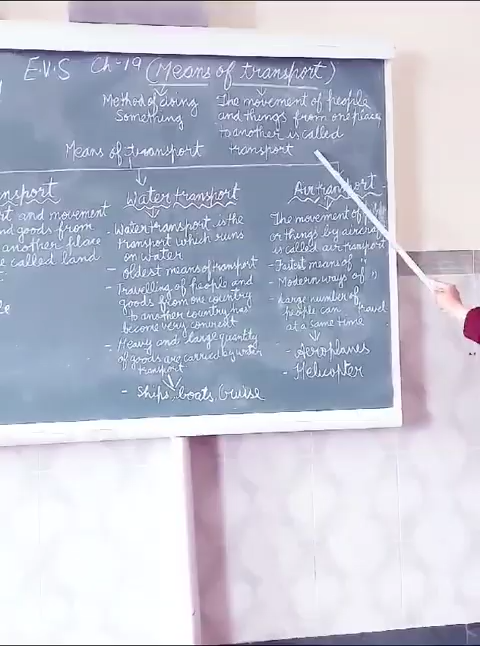 E.V.S Ch-19 (Means of transport)
Method of doing
Something
The movement of people
and things from one place
to another is called
transport
Means of transport
nsport
rt and movement
nd goods from
another place
e called land
Water transport
- Water transport is the
transport which runs
on water
- oldest means of transport
- Travelling of people and
goods from one country
to another country has
become very
- Heavy and large quantity
of goods are carried by water
transport
- Ships, boats, Cruise
Air transport
The movement of
or things by aircraft
is called air transport
- Fastest means of "
- Modern ways of "
- Large number of
people can travel
at a same time
- Aeroplanes
- Helicopter